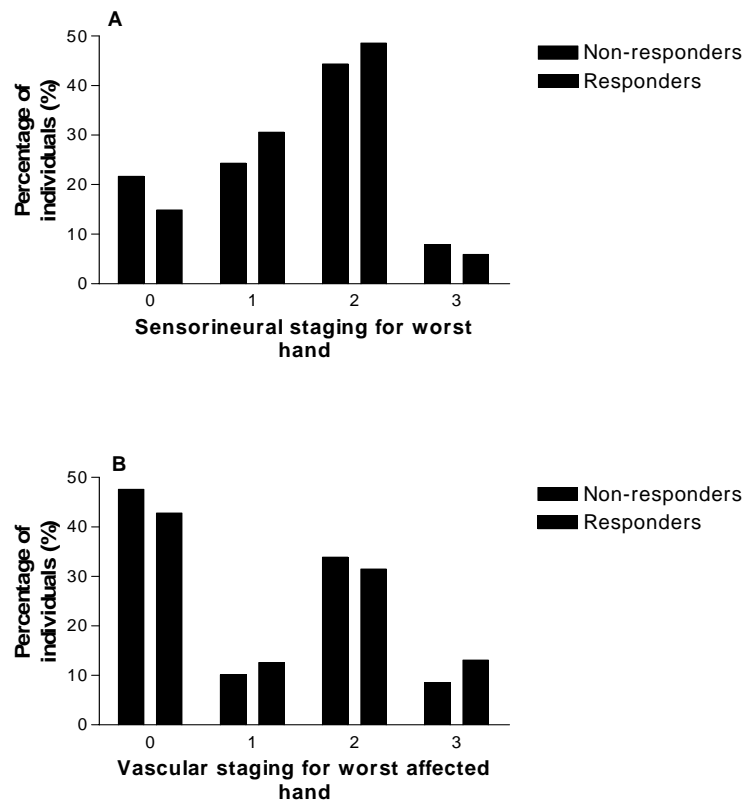 A
Percentage of
individuals (%)
50
40
30
20
10
0
0 1 2 3
Sensorineural staging for worst
hand
Non-responders
Responders
B
Percentage of
individuals (%)
50
40
30
20
10
0
0 1 2 3
Vascular staging for worst affected
hand
Non-responders
Responders